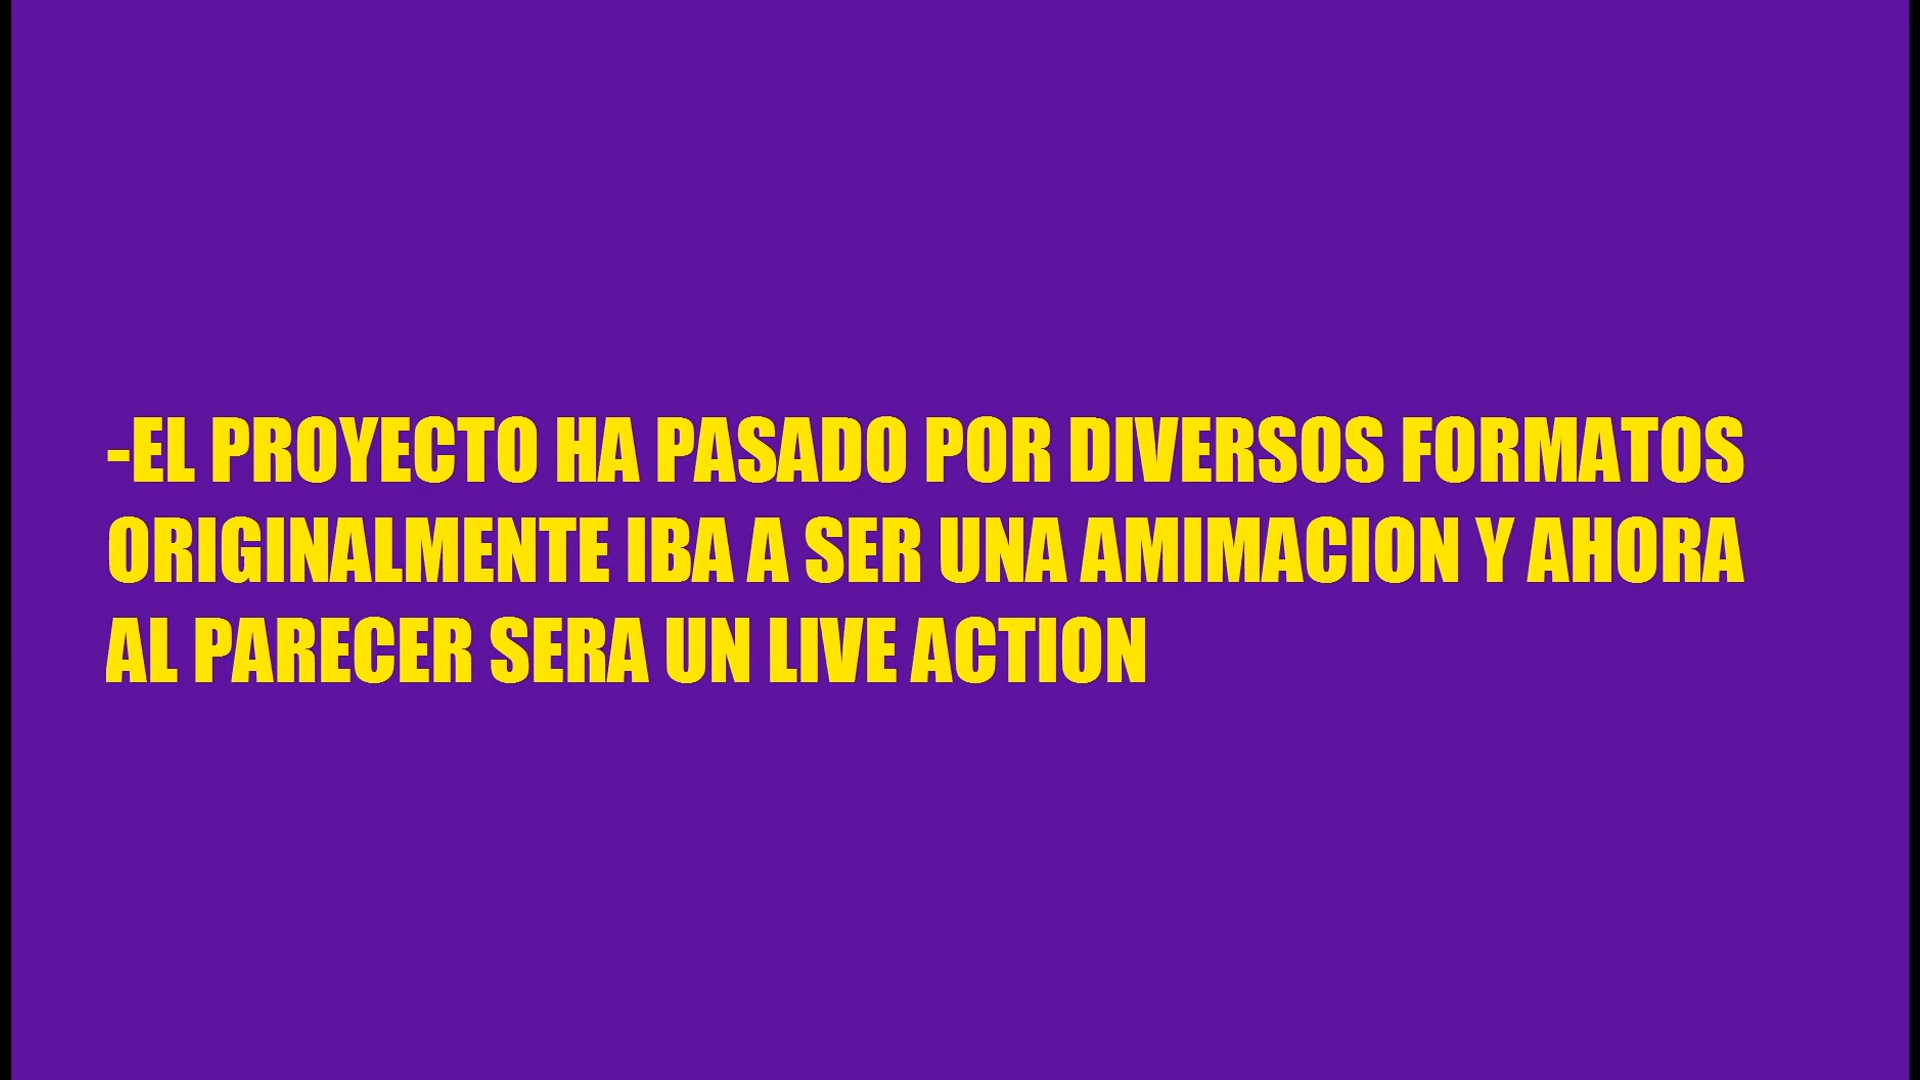 -EL PROYECTO HA PASADO POR DIVERSOS FORMATOS
ORIGINALMENTE IBA A SER UNA AMIMACION Y AHORA
AL PARECER SERA UN LIVE ACTION